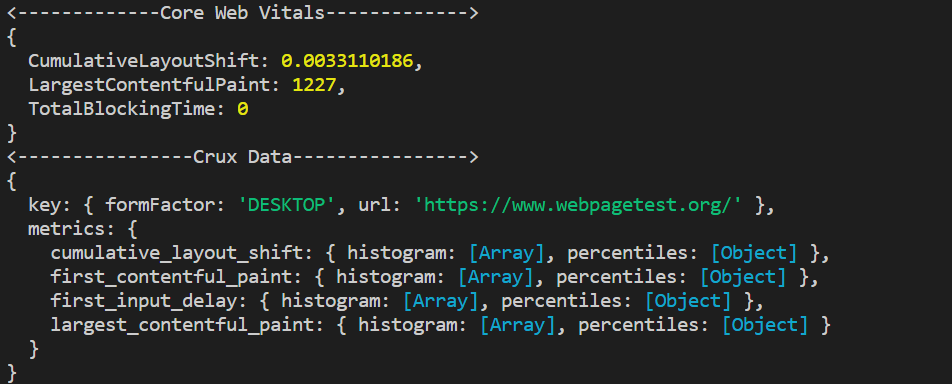 <-------------Core Web Vitals------------->
{
  CumulativeLayoutShift: 0.0033110186,
  LargestContentfulPaint: 1227,
  TotalBlockingTime: 0
}
<----------------Crux Data---------------->
{
  key: { formFactor: 'DESKTOP', url: 'https://www.webpagetest.org/' },
  metrics: {
    cumulative_layout_shift: { histogram: [Array], percentiles: [Object] },
    first_contentful_paint: { histogram: [Array], percentiles: [Object] },
    first_input_delay: { histogram: [Array], percentiles: [Object] },
    largest_contentful_paint: { histogram: [Array], percentiles: [Object] }
  }
}